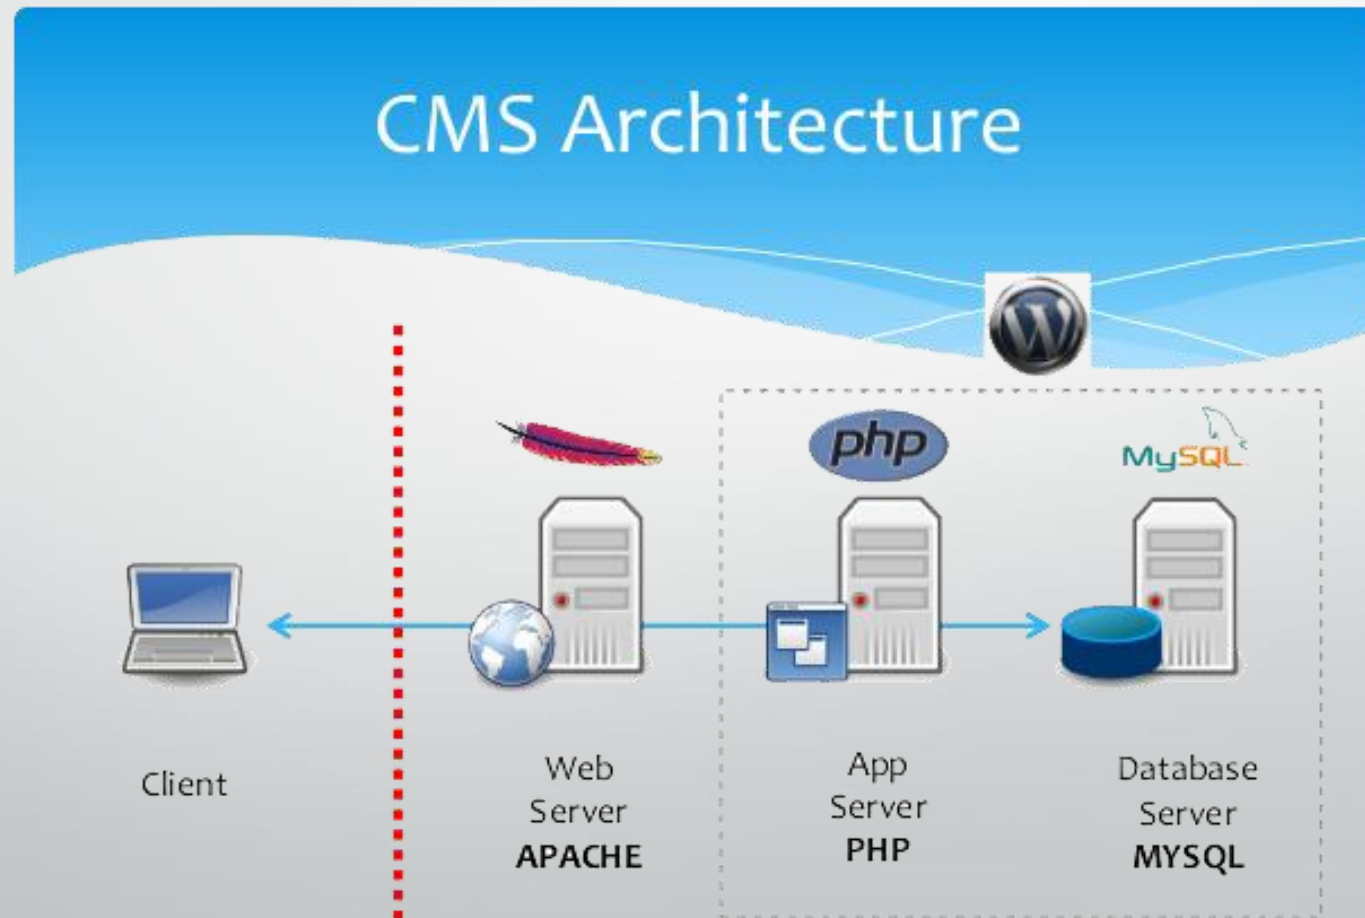 CMS Architecture
W
php
MySQL
Client
Web
Server
APACHE
App
Server
PHP
Database
Server
MYSQL